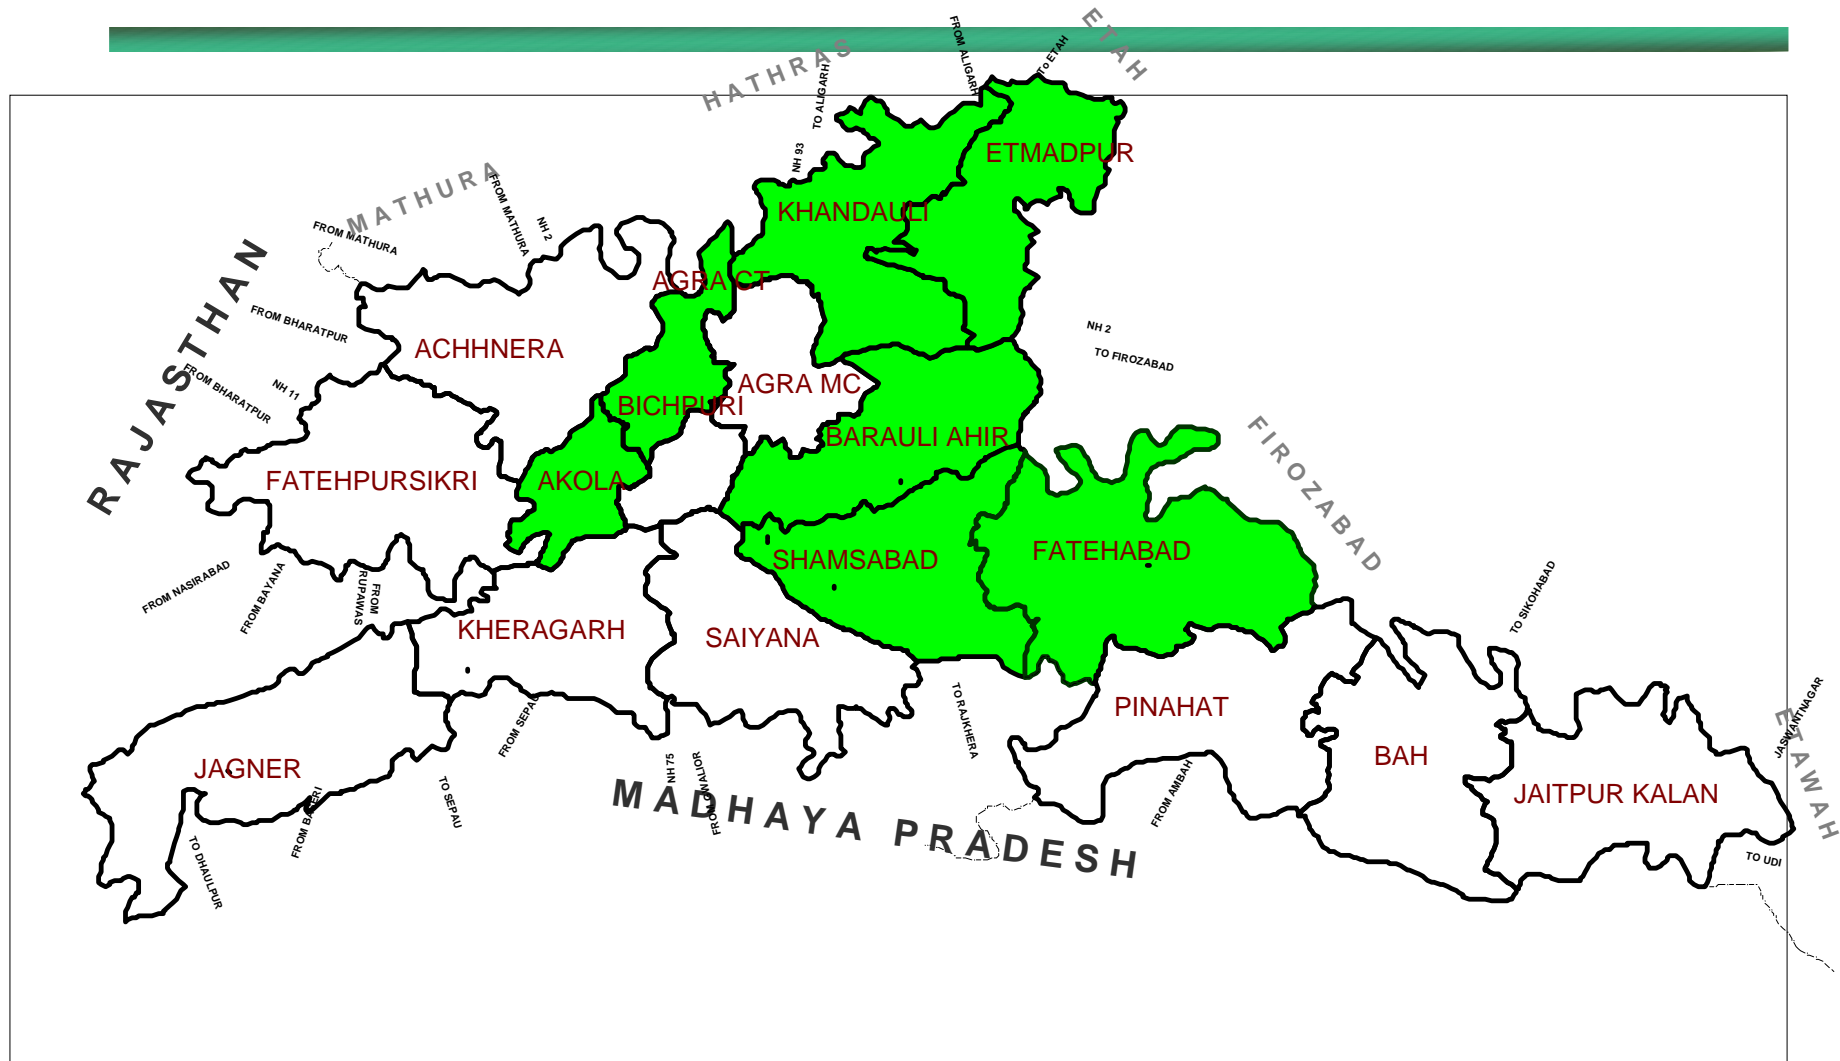 ETAH
HATHRAS
FROM ALIGARH
To ETAH
TO ALIGARH
NH 93
ETMADPUR
MATHURA
FROM MATHURA
NH 2
FROM MATHURA
KHANDAULI
RAJASTHAN
AGRA CT
FROM BHARATPUR
ACHHNERA
NH 2
TO FIROZABAD
FROM BHARATPUR
NH 11
AGRA MC
BICHPURI
BARAULI AHIR
FIROZABAD
FATEHPURSIKRI
AKOLA
SHAMSABAD
FATEHABAD
FROM NASIRABAD
FROM BAYANA
FROM
RUPAWAS
TO SIKOHABAD
KHERAGARH
SAIYANA
PINAHAT
TO RAJKHERA
FROM SEPAU
JASWANTNAGAR
ETAWAH
BAH
JAGNER
NH 75
FROM GWALIOR
TO SEPAU
FROM AMBAH
JAITPUR KALAN
MADHAYA PRADESH
TO DHAULPUR
TO UDI